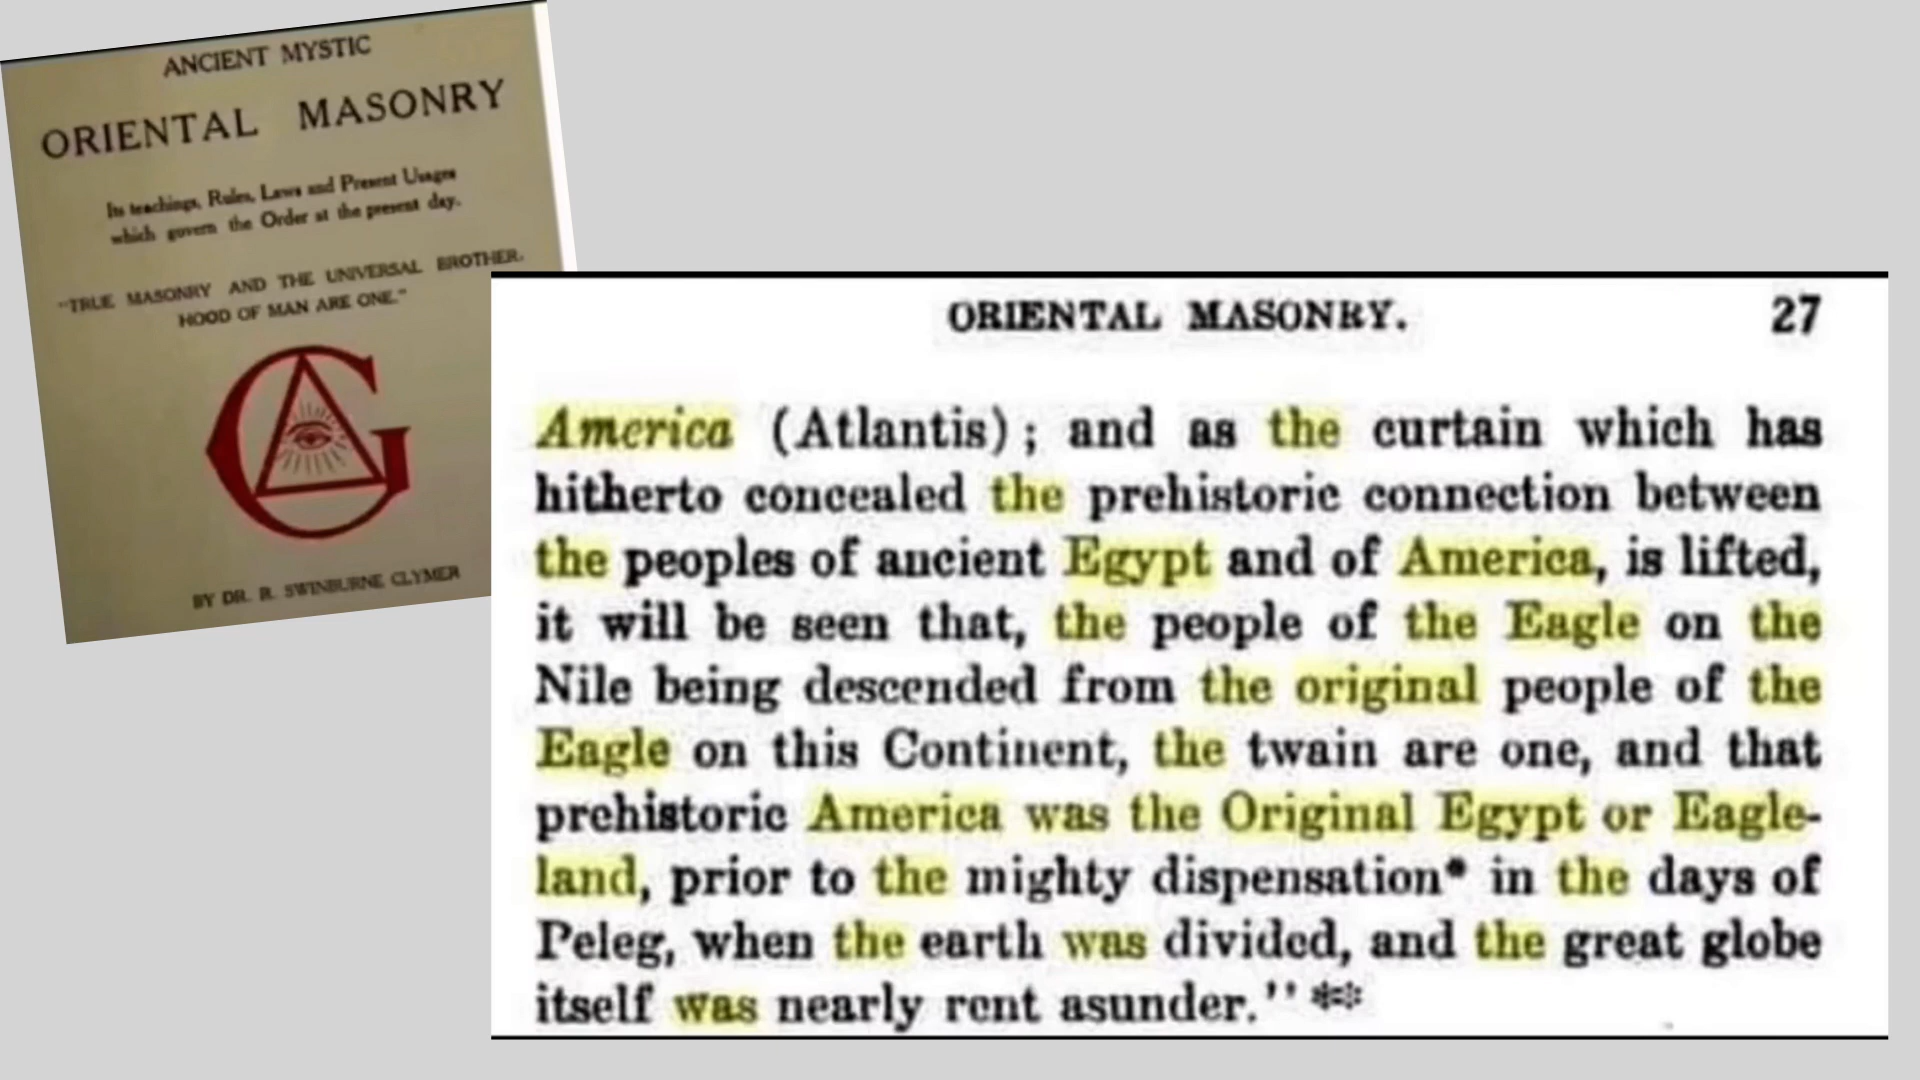 ANCIENT MYSTIC
ORIENTAL MASONRY
Its teachings, Rules, Laws and Present Usages
which govern the Order at the present day.
"TRUE MASONRY AND THE UNIVERSAL BROTHER-
HOOD OF MAN ARE ONE."
G
BY DR. R. SWINBURNE CLYMER
ORIENTAL MASONRY. 27
America (Atlantis); and as the curtain which has
hitherto concealed the prehistoric connection between
the peoples of ancient Egypt and of America, is lifted,
it will be seen that, the people of the Eagle on the
Nile being descended from the original people of the
Eagle on this Continent, the twain are one, and that
prehistoric America was the Original Egypt or Eagle-
land, prior to the mighty dispensation* in the days of
Peleg, when the earth was divided, and the great globe
itself was nearly rent asunder." **